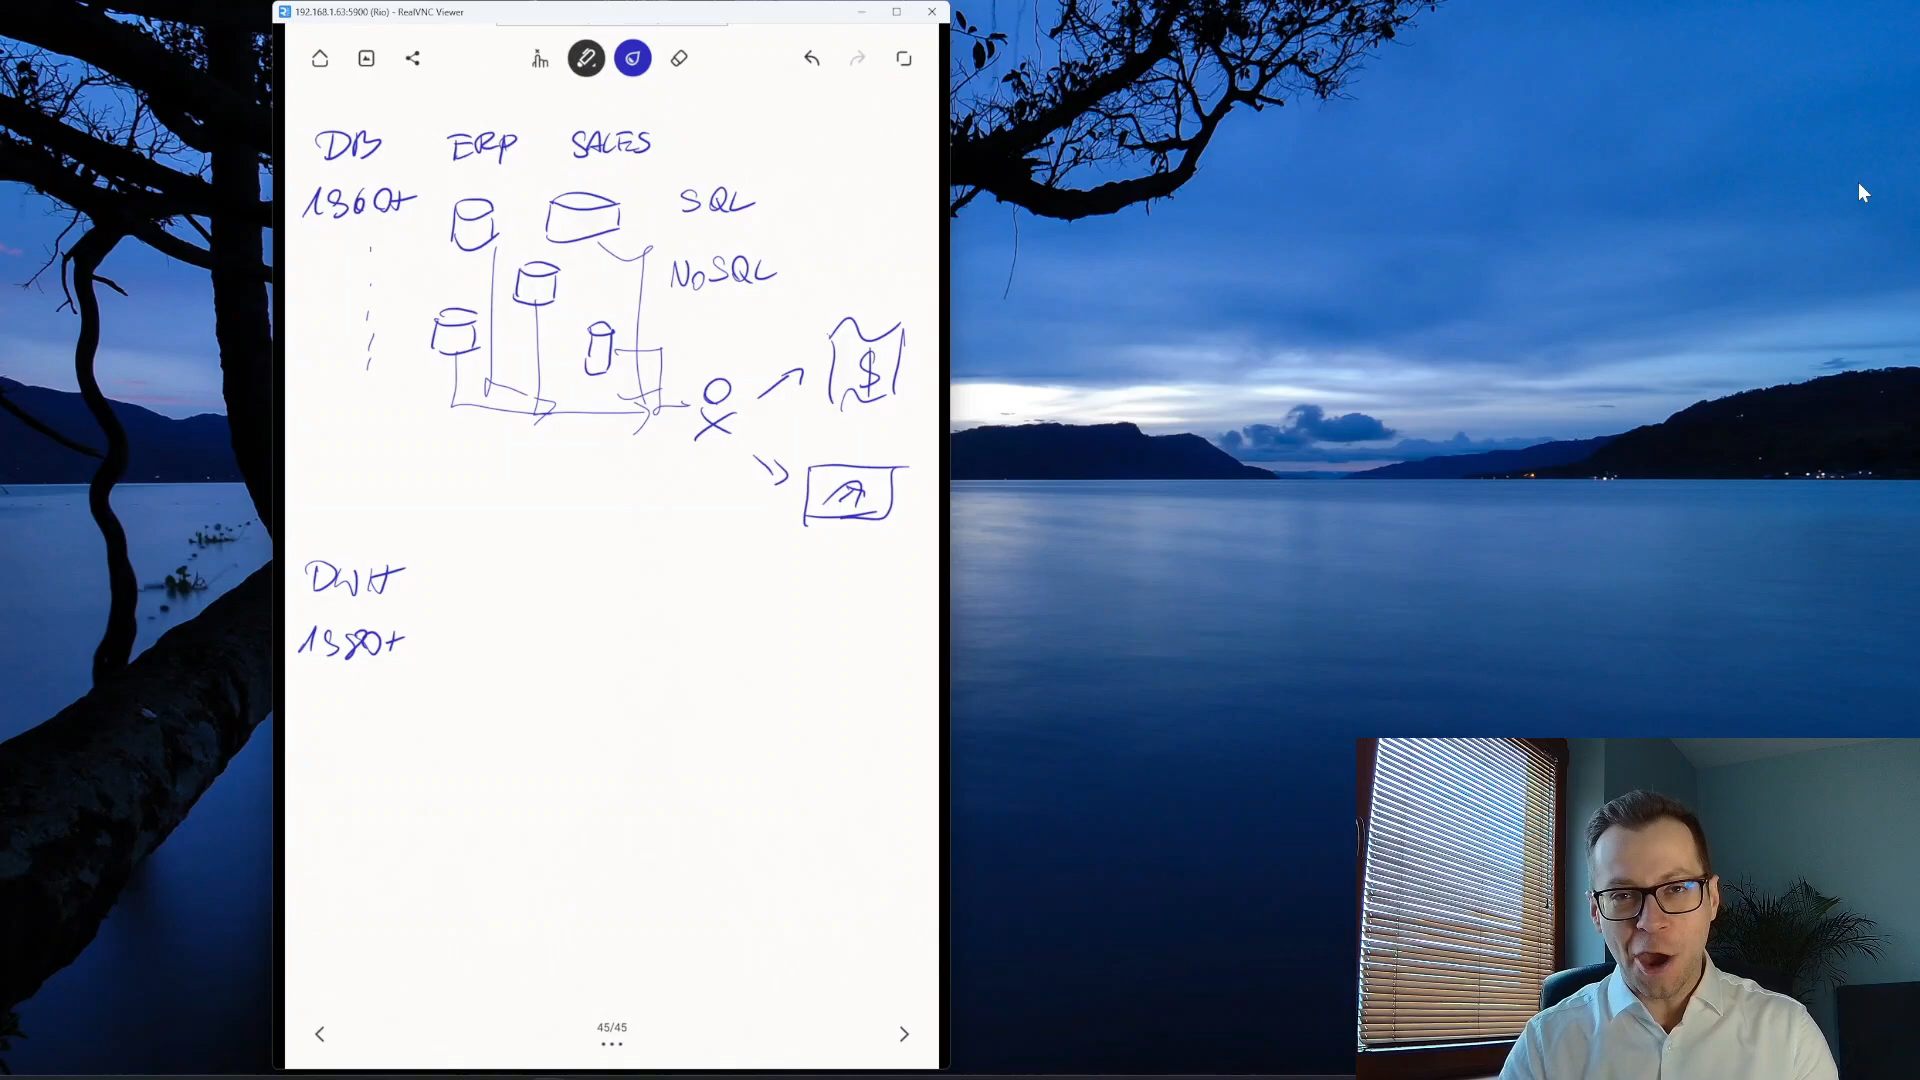 192.168.1.63:5900 (Rio) - RealVNC Viewer
DB ERP SALES
1960+ SQL
NoSQL
$
DWH
1980+
45/45